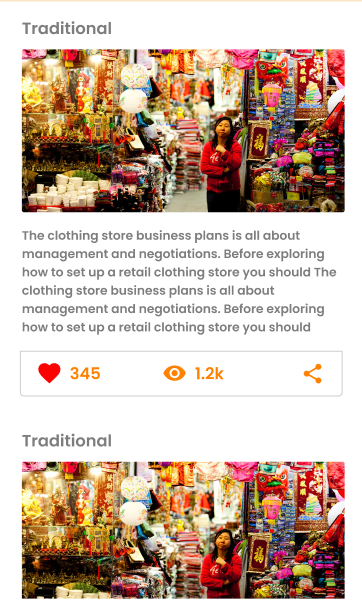 Traditional
福
The clothing store business plans is all about
management and negotiations. Before exploring
how to set up a retail clothing store you should The
clothing store business plans is all about
management and negotiations. Before exploring
how to set up a retail clothing store you should
345
1.2k
Traditional
福